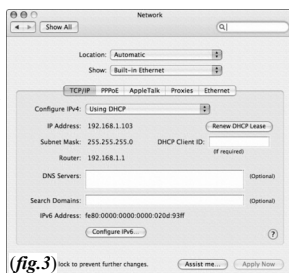 Network
Show All
Location: Automatic
Show: Built-in Ethernet
TCP/IP PPPoE AppleTalk Proxies Ethernet
Configure IPv4: Using DHCP
IP Address: 192.168.1.103 Renew DHCP Lease
Subnet Mask: 255.255.255.0 DHCP Client ID:
(If required)
Router: 192.168.1.1
DNS Servers: (Optional)
Search Domains: (Optional)
IPv6 Address: fe80:0000:0000:0000:020d:93ff
Configure IPv6... ?
(fig.3) lock to prevent further changes. Assist me... Apply Now